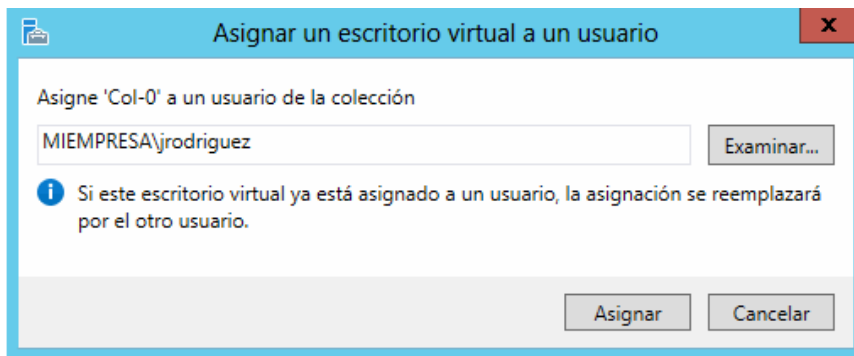 Asignar un escritorio virtual a un usuario
x
Asigne 'Col-0' a un usuario de la colección
MIEMPRESA\jrodriguez
Examinar...
Si este escritorio virtual ya está asignado a un usuario, la asignación se reemplazará
por el otro usuario.
Asignar
Cancelar